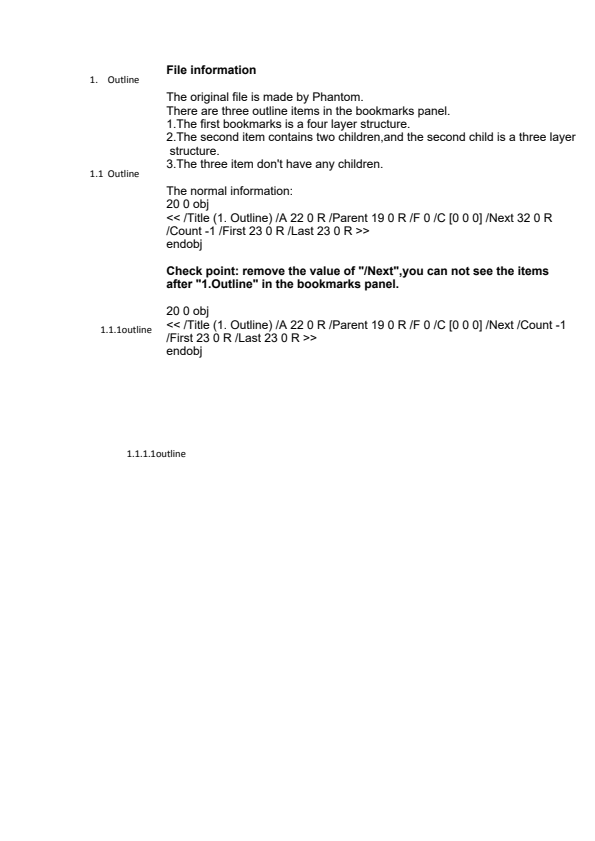 File information
1. Outline
The original file is made by Phantom.
There are three outline items in the bookmarks panel.
1.The first bookmarks is a four layer structure.
2.The second item contains two children,and the second child is a three layer
structure.
3.The three item don't have any children.
1.1 Outline
The normal information:
20 0 obj
<< /Title (1. Outline) /A 22 0 R /Parent 19 0 R /F 0 /C [0 0 0] /Next 32 0 R
/Count -1 /First 23 0 R /Last 23 0 R >>
endobj
Check point: remove the value of "/Next",you can not see the items
after "1.Outline" in the bookmarks panel.
20 0 obj
<< /Title (1. Outline) /A 22 0 R /Parent 19 0 R /F 0 /C [0 0 0] /Next /Count -1
1.1.1outline
/First 23 0 R /Last 23 0 R >>
endobj
1.1.1.1outline